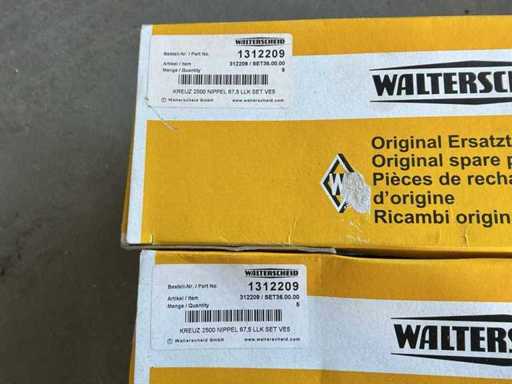 WALTERSCHEID
Bestell-Nr. / Part No. 1312209
Artikel / Item 312209 / SET36.00.00
Menge / Quantity 5
KREUZ 2500 NIPPEL 67,5 LLK SET VE5
© Walterscheid GmbH www.walterscheid.com
WALTERSCHE
Original Ersatzt
Original spare p
Pièces de recha
d'origine
Ricambi origin
W
WALTERSCHEID
Bestell-Nr. / Part No. 1312209
Artikel / Item 312209 / SET36.00.00
Menge / Quantity 5
KREUZ 2500 NIPPEL 67,5 LLK SET VE5
© Walterscheid GmbH www.walterscheid.com
WALTERS
Original Ersatzt